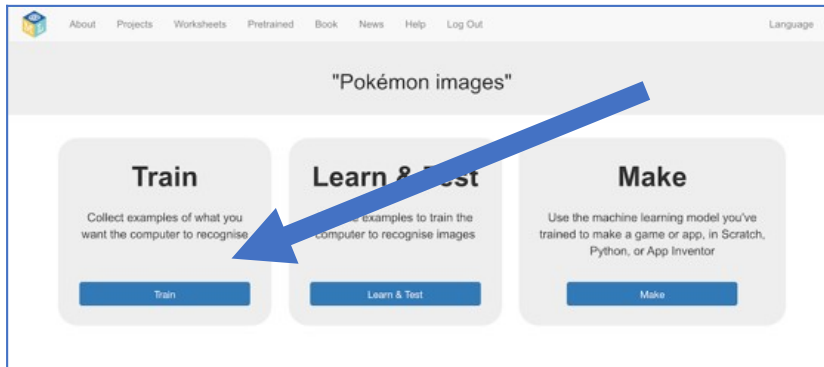 About Projects Worksheets Pretrained Book News Help Log Out Language
"Pokémon images"
Train
Collect examples of what you
want the computer to recognise
Train
Learn & Test
examples to train the
computer to recognise images
Learn & Test
Make
Use the machine learning model you've
trained to make a game or app, in Scratch,
Python, or App Inventor
Make